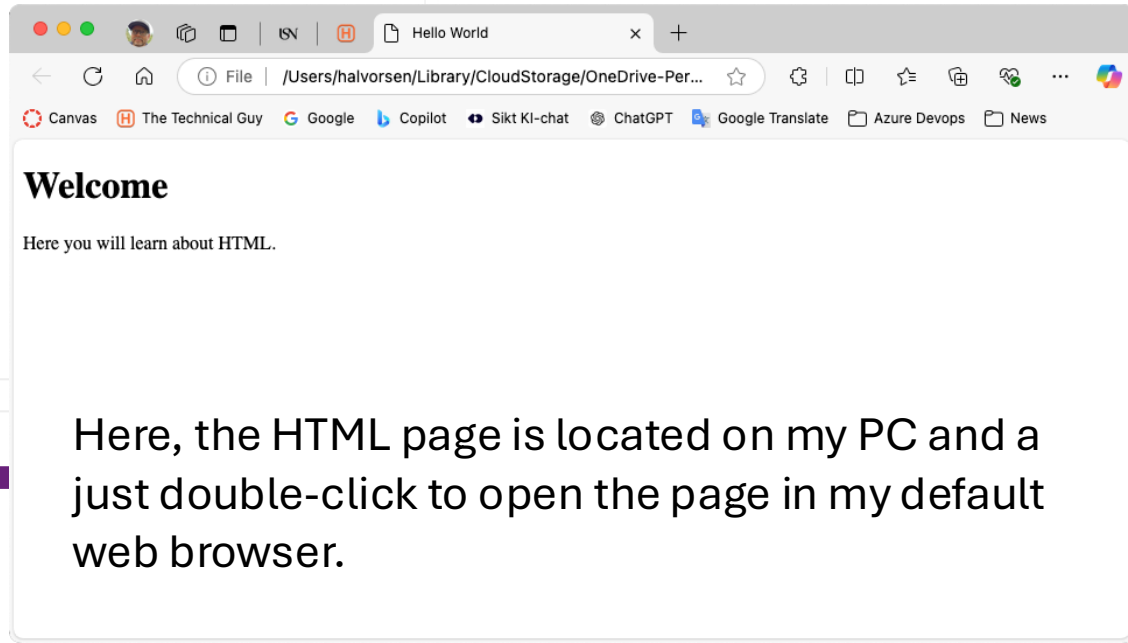 USN H Hello World
File /Users/halvorsen/Library/CloudStorage/OneDrive-Per...
Canvas H The Technical Guy Google Copilot Sikt KI-chat ChatGPT Google Translate Azure Devops News
Welcome
Here you will learn about HTML.
Here, the HTML page is located on my PC and a
just double-click to open the page in my default
web browser.